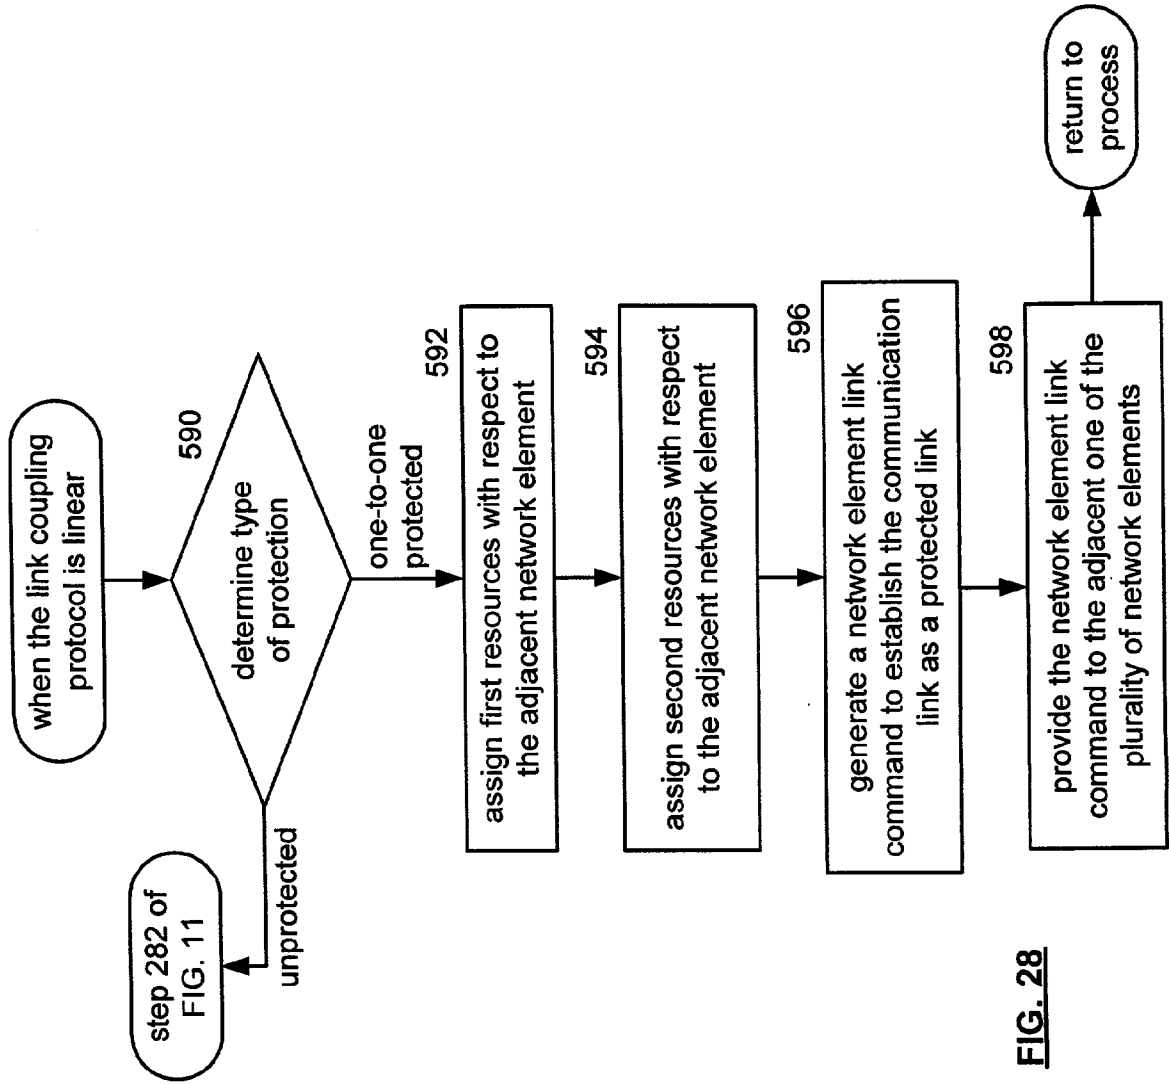 when the link coupling
protocol is linear
590
determine type
of protection
unprotected
step 282 of
FIG. 11
one-to-one
protected
592
assign first resources with respect to
the adjacent network element
594
assign second resources with respect
to the adjacent network element
596
generate a network element link
command to establish the communication
link as a protected link
598
provide the network element link
command to the adjacent one of the
plurality of network elements
return to
process
FIG. 28